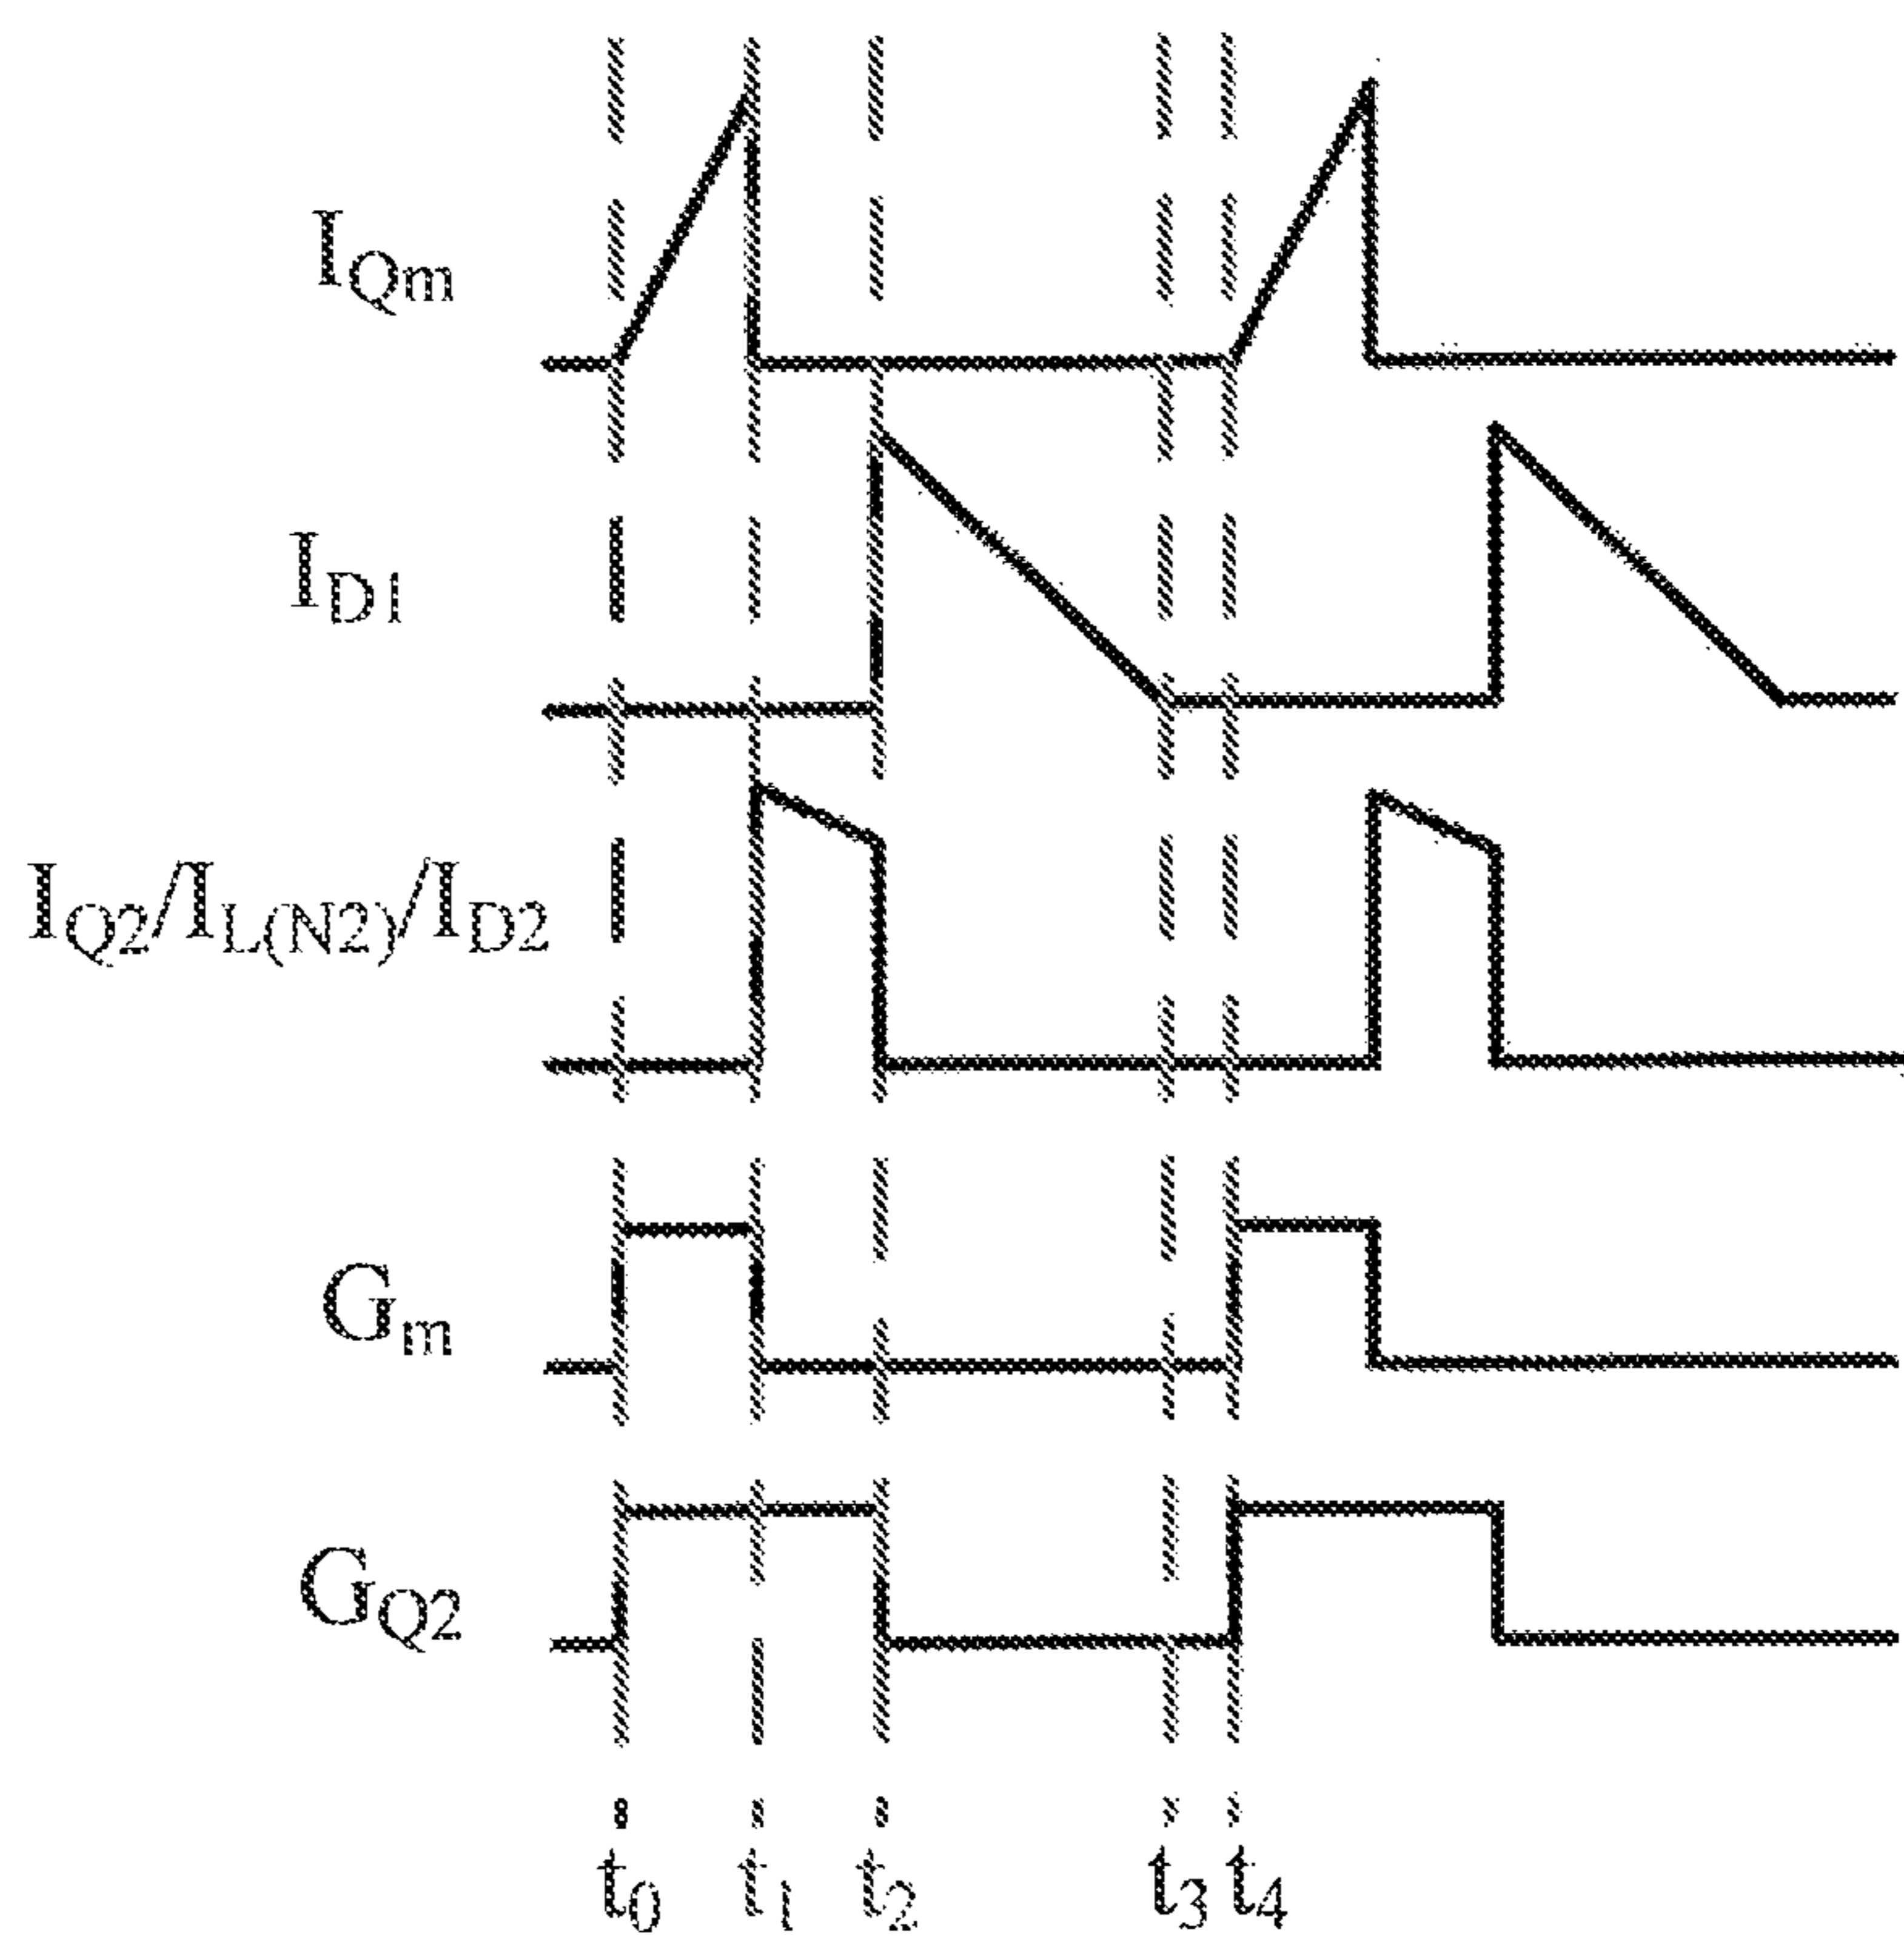 I_Qm
I_D1
I_Q2/I_L(N2)/I_D2
G_m
G_Q2
t_0 t_1 t_2 t_3 t_4